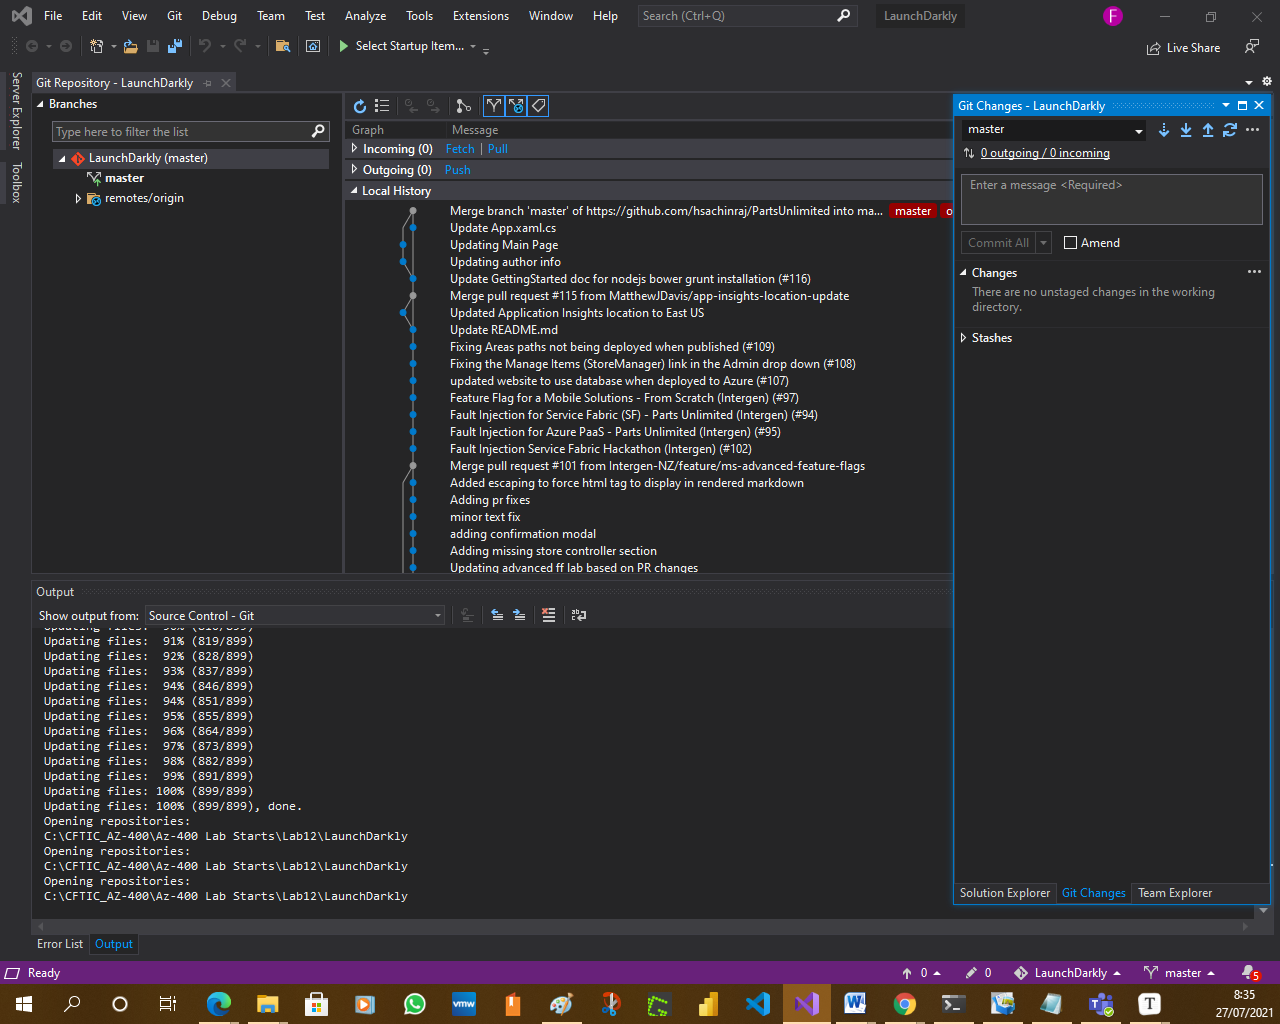 File Edit View Git Debug Team Test Analyze Tools Extensions Window Help Search (Ctrl+Q) LaunchDarkly F
Select Startup Item... Live Share
Server Explorer
Toolbox
Git Repository - LaunchDarkly
Branches
Type here to filter the list
LaunchDarkly (master)
master
remotes/origin
Graph Message
Incoming (0) Fetch | Pull
Outgoing (0) Push
Local History
Merge branch 'master' of https://github.com/hsachinraj/PartsUnlimited into ma... master o
Update App.xaml.cs
Updating Main Page
Updating author info
Update GettingStarted doc for nodejs bower grunt installation (#116)
Merge pull request #115 from MatthewJDavis/app-insights-location-update
Updated Application Insights location to East US
Update README.md
Fixing Areas paths not being deployed when published (#109)
Fixing the Manage Items (StoreManager) link in the Admin drop down (#108)
updated website to use database when deployed to Azure (#107)
Feature Flag for a Mobile Solutions - From Scratch (Intergen) (#97)
Fault Injection for Service Fabric (SF) - Parts Unlimited (Intergen) (#94)
Fault Injection for Azure PaaS - Parts Unlimited (Intergen) (#95)
Fault Injection Service Fabric Hackathon (Intergen) (#102)
Merge pull request #101 from Intergen-NZ/feature/ms-advanced-feature-flags
Added escaping to force html tag to display in rendered markdown
Adding pr fixes
minor text fix
adding confirmation modal
Adding missing store controller section
Updating advanced ff lab based on PR changes
Git Changes - LaunchDarkly
master
0 outgoing / 0 incoming
Enter a message <Required>
Commit All Amend
Changes
There are no unstaged changes in the working
directory.
Stashes
Solution Explorer Git Changes Team Explorer
Output
Show output from: Source Control - Git
Updating files: 90% (810/899)
Updating files: 91% (819/899)
Updating files: 92% (828/899)
Updating files: 93% (837/899)
Updating files: 94% (846/899)
Updating files: 94% (851/899)
Updating files: 95% (855/899)
Updating files: 96% (864/899)
Updating files: 97% (873/899)
Updating files: 98% (882/899)
Updating files: 99% (891/899)
Updating files: 100% (899/899)
Updating files: 100% (899/899), done.
Opening repositories:
C:\CFTIC_AZ-400\Az-400 Lab Starts\Lab12\LaunchDarkly
Opening repositories:
C:\CFTIC_AZ-400\Az-400 Lab Starts\Lab12\LaunchDarkly
Opening repositories:
C:\CFTIC_AZ-400\Az-400 Lab Starts\Lab12\LaunchDarkly
Error List Output
Ready 0 0 LaunchDarkly master 5
vmw W T
8:35
27/07/2021